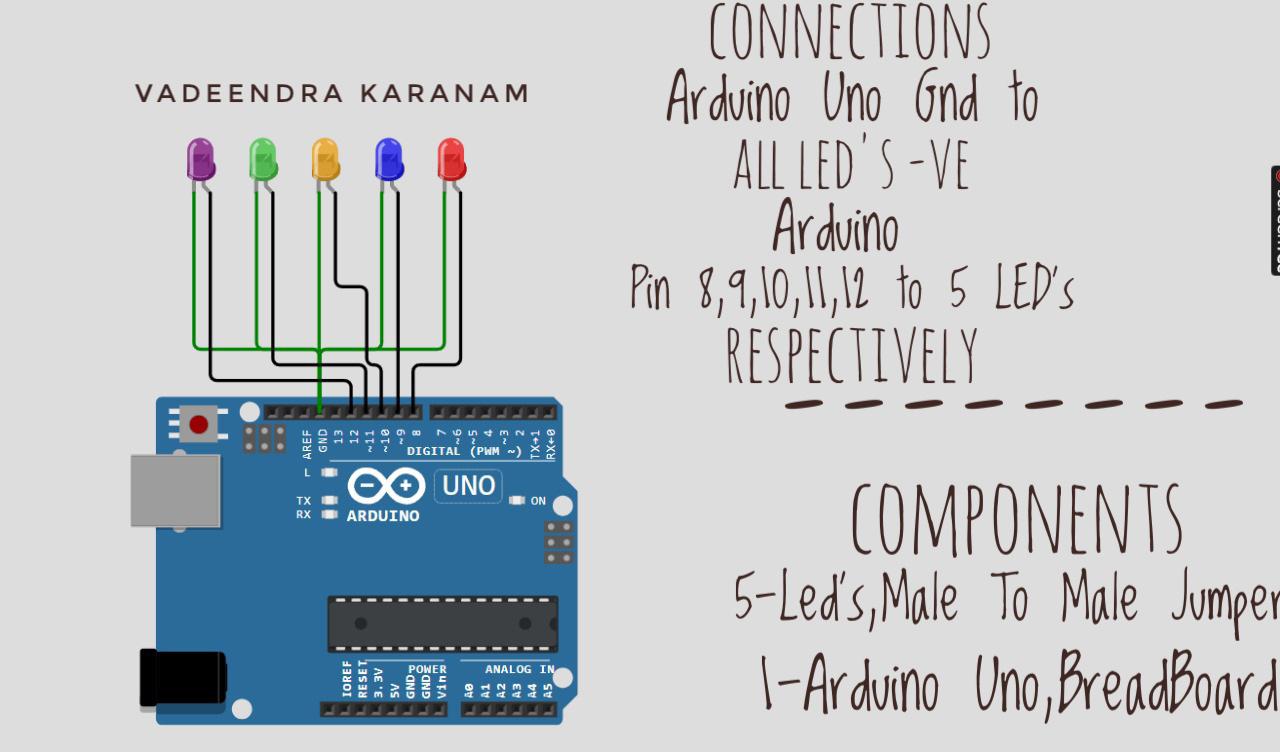 CONNECTIONS
Arduino Uno Gnd to
ALL LED'S -VE
Arduino
Pin 8,9,10,11,12 to 5 LED's
RESPECTIVELY
VADEENDRA KARANAM
AREF
GND
13
12
~11
~10
~9
8
7
~6
~5
4
~3
2
TX→1
RX←0
DIGITAL (PWM ~)
L
TX
RX
ARDUINO
UNO
ON
COMPONENTS
5-Led's,Male To Male Jumper
1-Arduino Uno,BreadBoard
IOREF
RESET
3.3V
5V
GND
GND
Vin
POWER
ANALOG IN
A0
A1
A2
A3
A4
A5